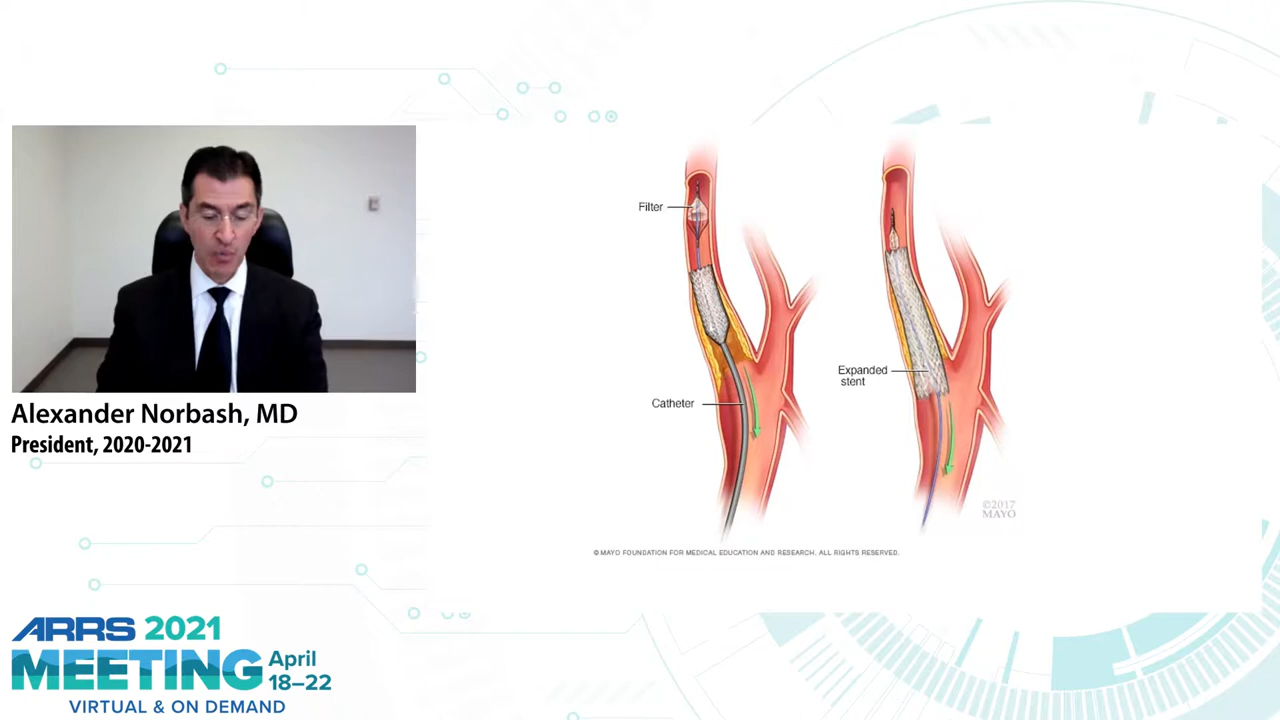 Filter
Catheter
Expanded
stent
©2017
MAYO
© MAYO FOUNDATION FOR MEDICAL EDUCATION AND RESEARCH. ALL RIGHTS RESERVED.
Alexander Norbash, MD
President, 2020-2021
ARRS 2021
MEETING
April
18–22
VIRTUAL & ON DEMAND